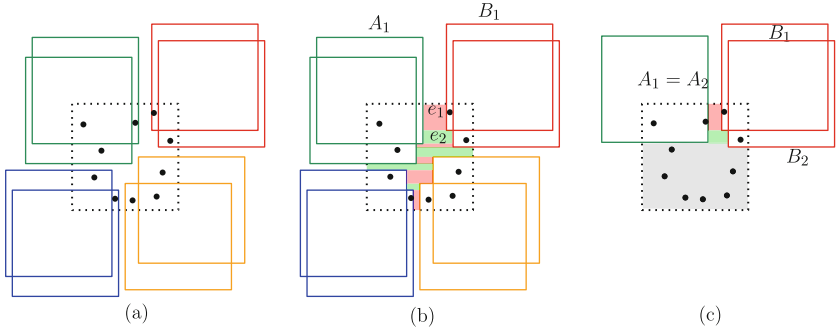 A₁
B₁
e₁
e₂
B₁
A₁ = A₂
B₂
(a)
(b)
(c)